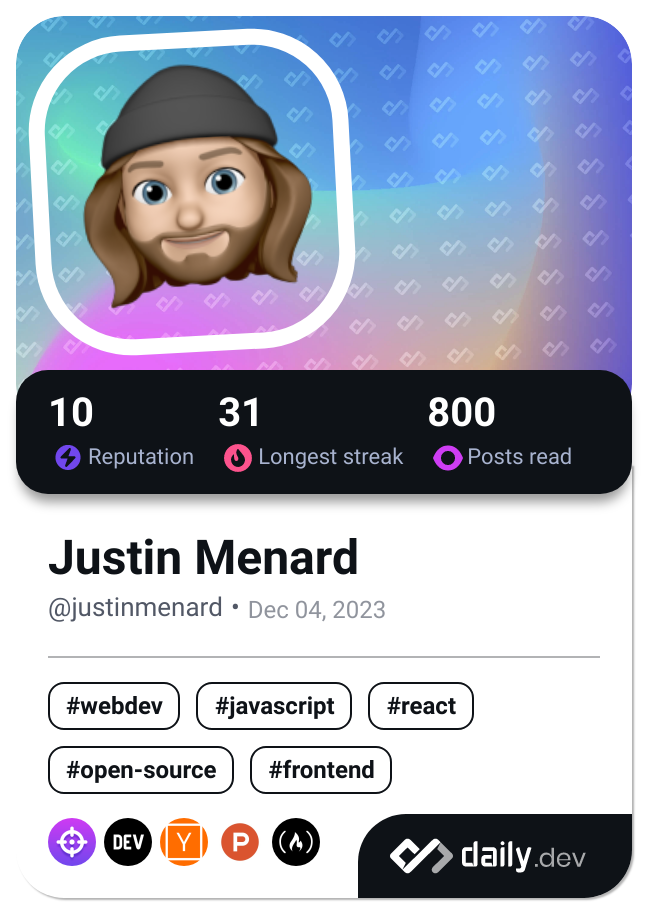 10 31 800
Reputation Longest streak Posts read
Justin Menard
@justinmenard • Dec 04, 2023
#webdev #javascript #react
#open-source #frontend
DEV Y P
daily.dev